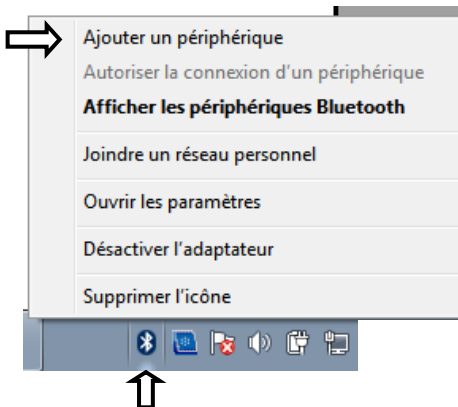 Ajouter un périphérique
Autoriser la connexion d'un périphérique
Afficher les périphériques Bluetooth
Joindre un réseau personnel
Ouvrir les paramètres
Désactiver l'adaptateur
Supprimer l'icône